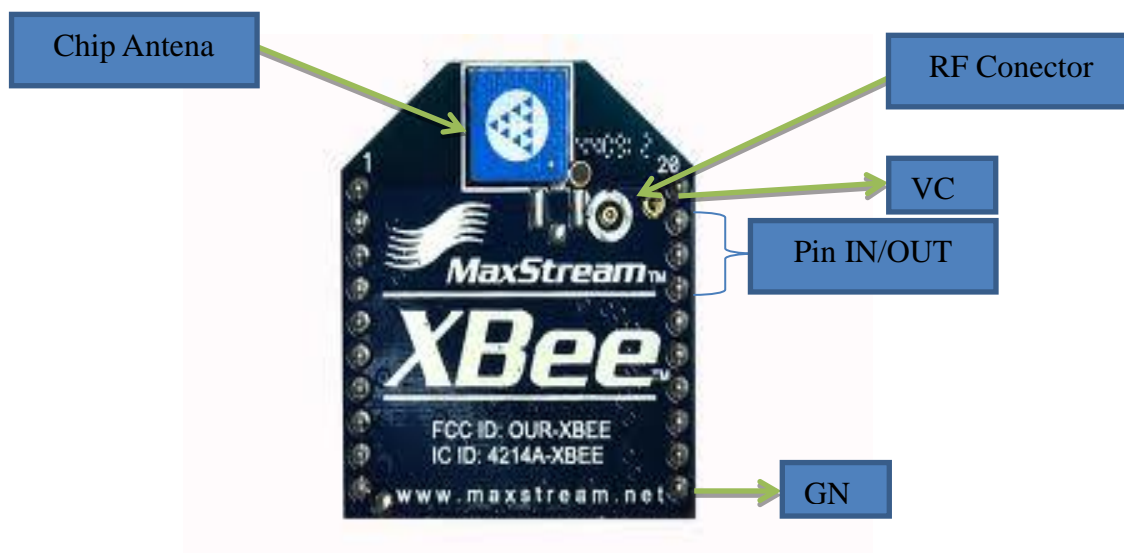 Chip Antena
RF Conector
1
20
VC
Pin IN/OUT
MaxStream™
XBee™
FCC ID: OUR-XBEE
IC ID: 4214A-XBEE
www.maxstream.net
GN